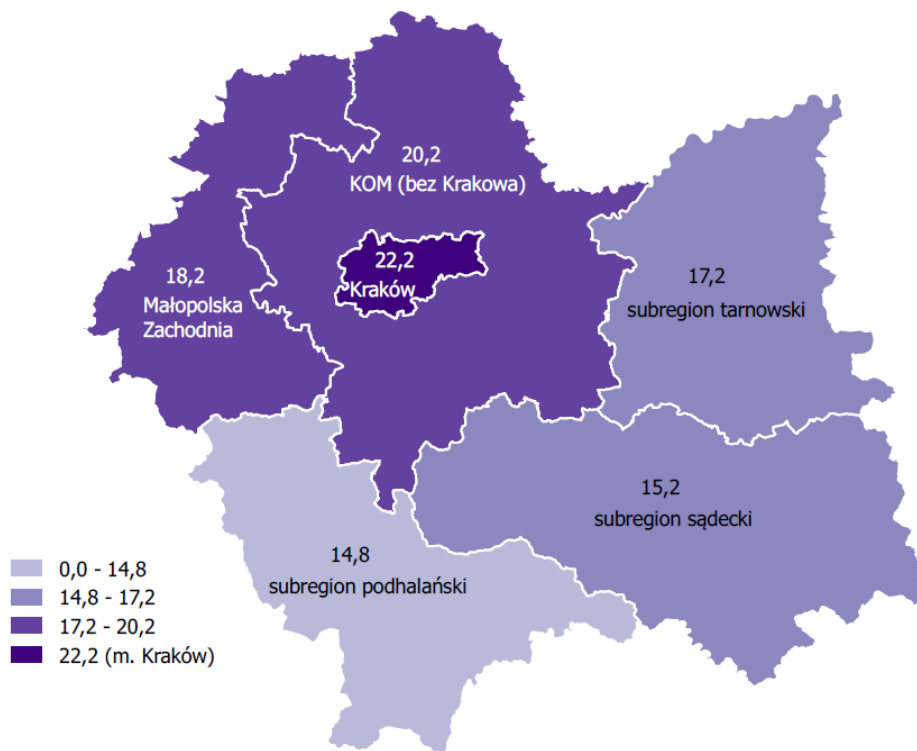 20,2
KOM (bez Krakowa)
22,2
Kraków
18,2
Małopolska
Zachodnia
17,2
subregion tarnowski
15,2
subregion sądecki
14,8
subregion podhalański
0,0 - 14,8
14,8 - 17,2
17,2 - 20,2
22,2 (m. Kraków)